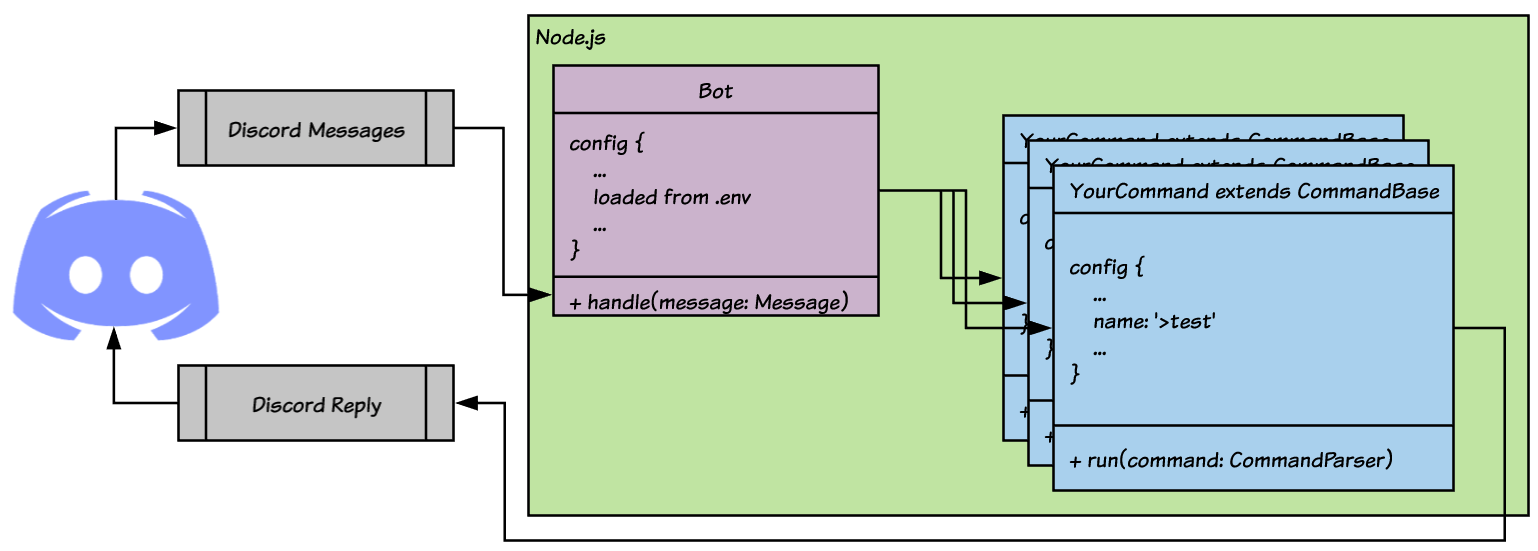 Node.js
Discord Messages
Bot
config {
...
loaded from .env
...
}
+ handle(message: Message)
YourCommand extends CommandBase
YourCommand extends CommandBase
YourCommand extends CommandBase
c
}
+
c
}
+
config {
...
name: '>test'
...
}
+ run(command: CommandParser)
Discord Reply